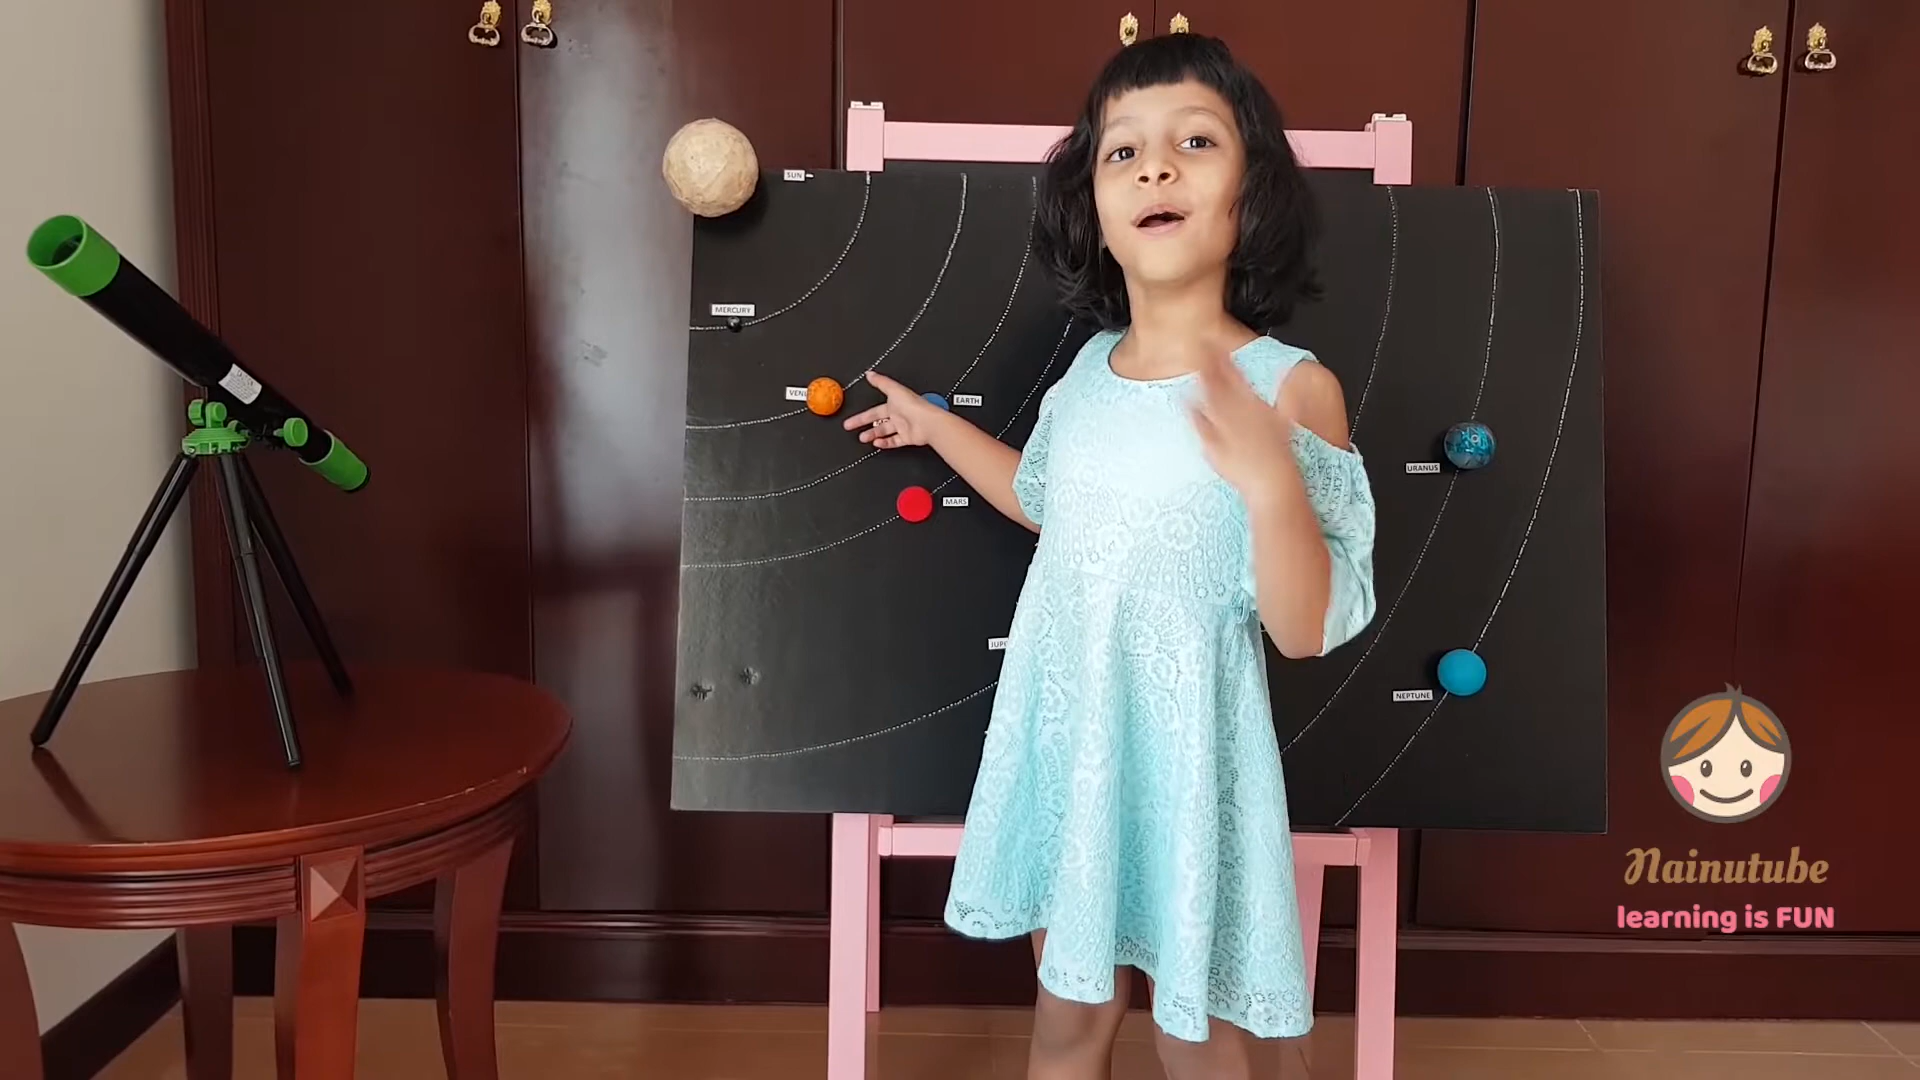 SUN
MERCURY
EARTH
MARS
URANUS
NEPTUNE
Nainutube
learning is FUN